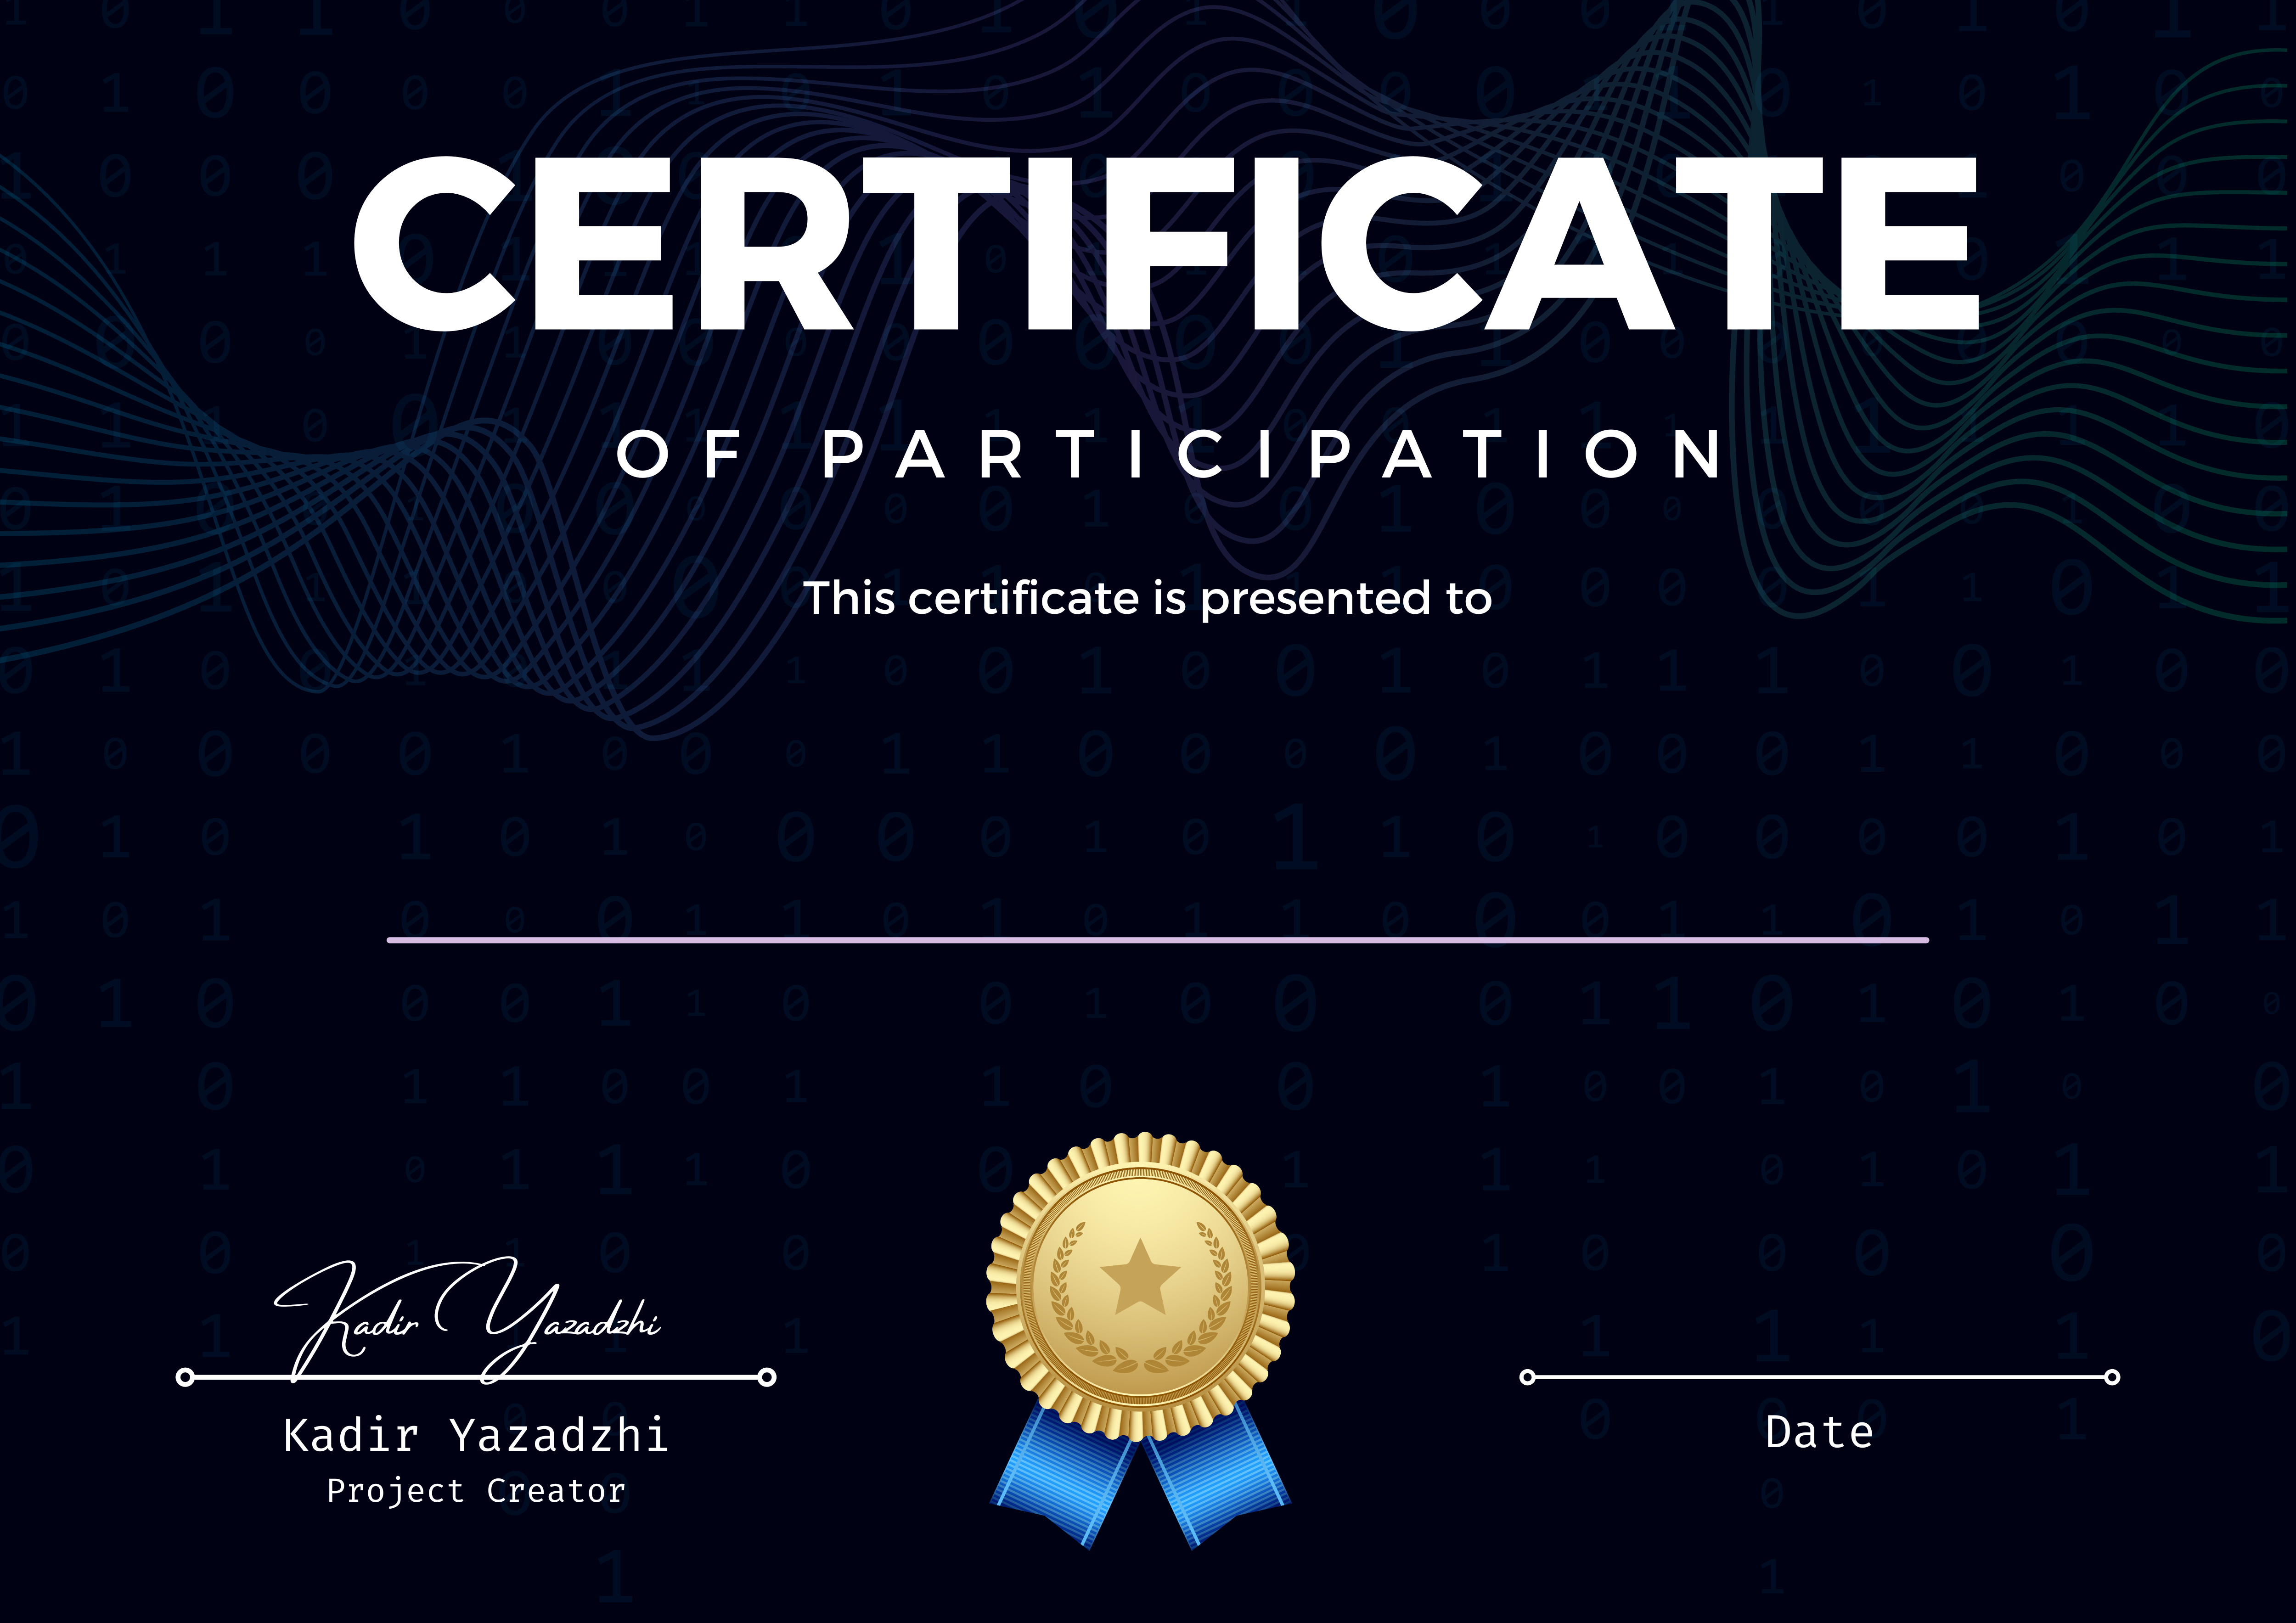 CERTIFICATE
OF PARTICIPATION
This certificate is presented to
Kadir Yazadzhi
Kadir Yazadzhi
Project Creator
Date